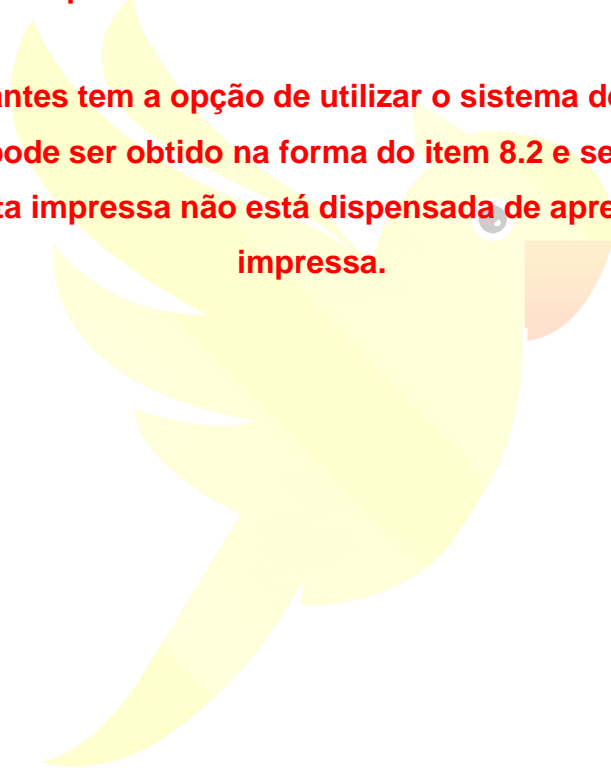 antes tem a opção de utilizar o sistema de
pode ser obtido na forma do item 8.2 e se
ta impressa não está dispensada de apre
impressa.